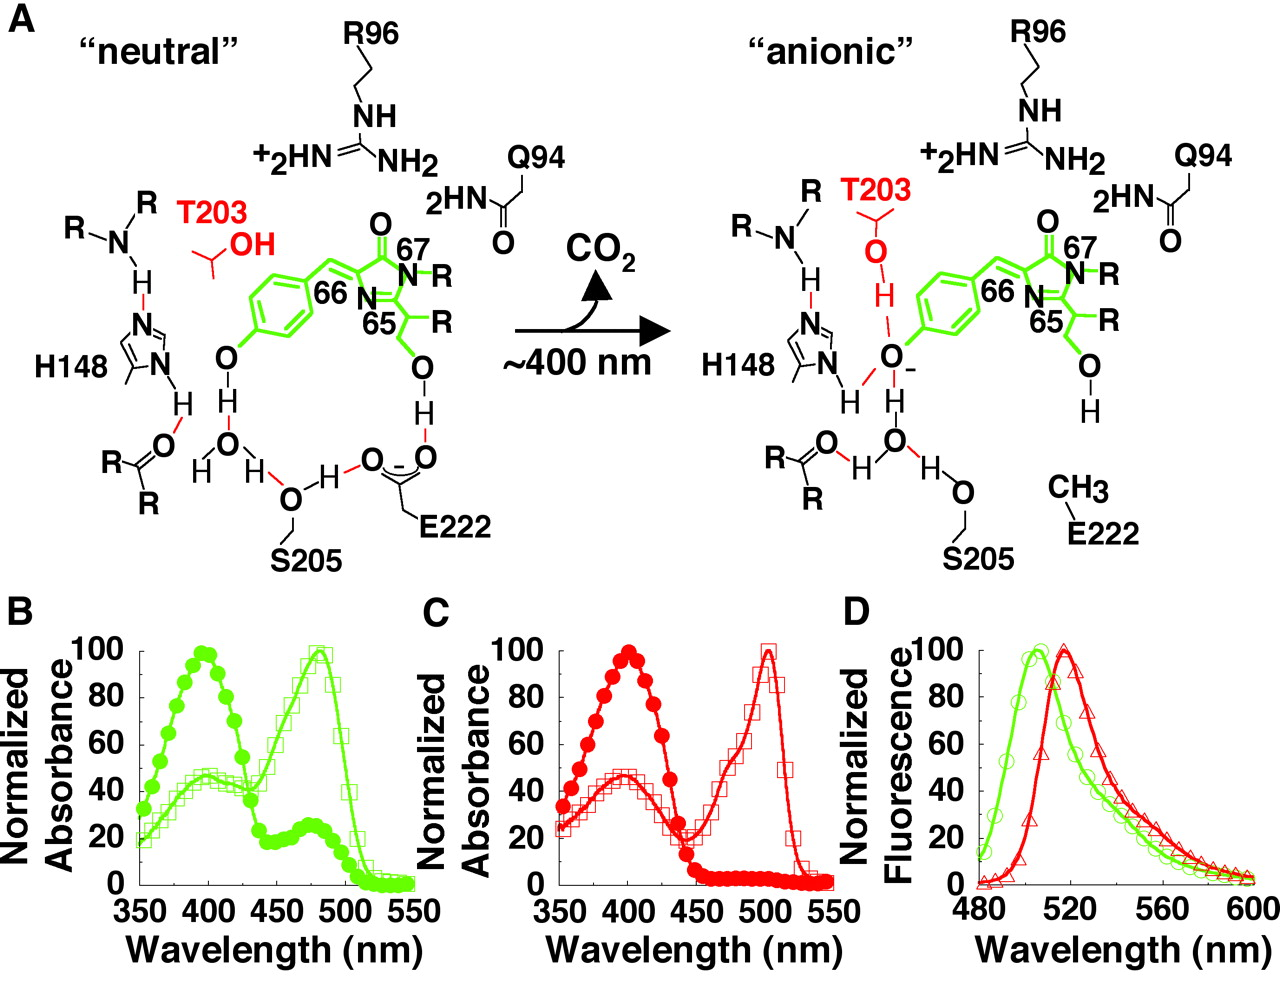 A
“neutral”
R96
NH
+2HN
NH2
Q94
2HN
O
R
R
N
H
T203
OH
O
67
N
R
66
N
65
R
N
N
H148
H
O
H
O
H
R
O
R
O
H
H
H
O
S205
O
-
O
E222
CO2
~400 nm
“anionic”
R96
NH
+2HN
NH2
Q94
2HN
O
R
R
N
H
T203
O
H
O
67
N
R
66
N
65
R
N
N
H148
H
O
-
H
O
H
R
O
R
H
O
H
O
S205
CH3
E222
B
Normalized
Absorbance
100
80
60
40
20
0
350 400 450 500 550
Wavelength (nm)
C
Normalized
Absorbance
100
80
60
40
20
0
350 400 450 500 550
Wavelength (nm)
D
Normalized
Fluorescence
100
80
60
40
20
0
480 520 560 600
Wavelength (nm)